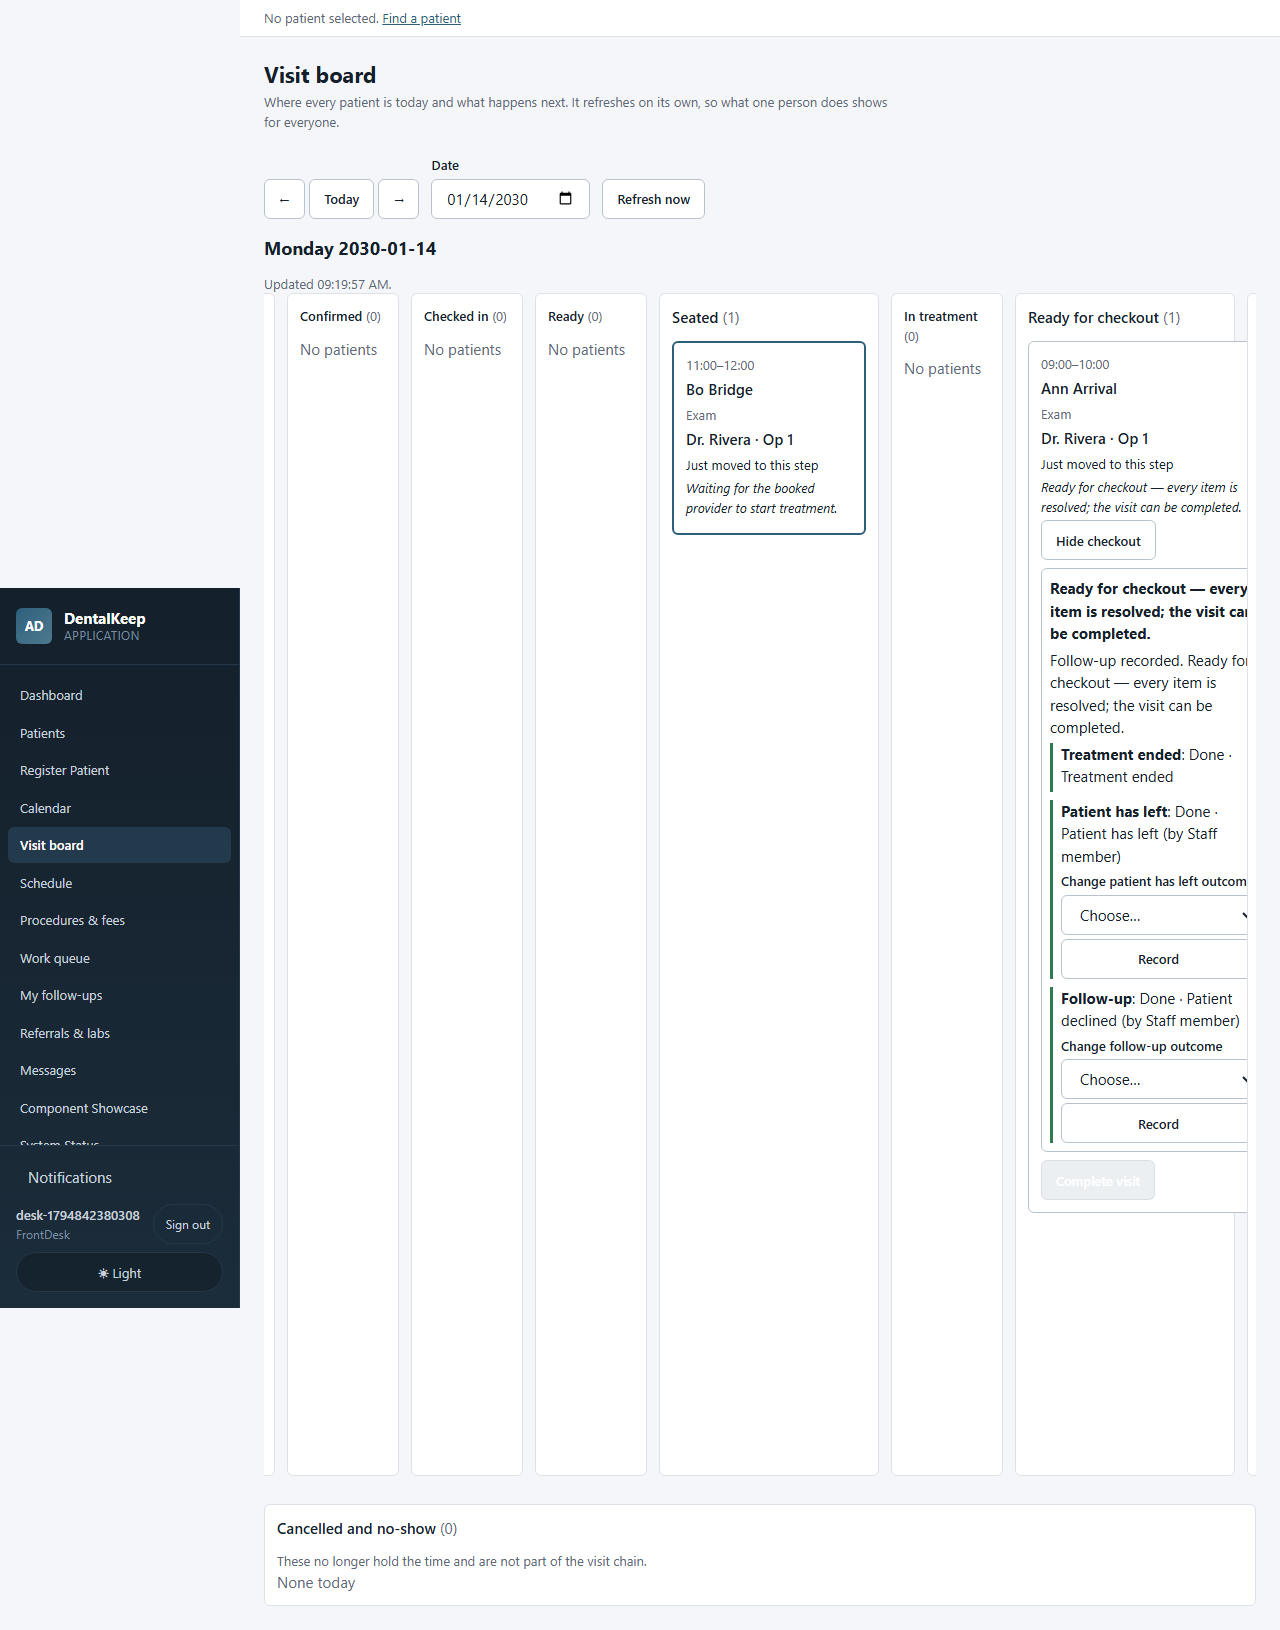 No patient selected. Find a patient
Visit board
Where every patient is today and what happens next. It refreshes on its own, so what one person does shows
for everyone.
Date
←
Today
→
01/14/2030
Refresh now
Monday 2030-01-14
Updated 09:19:57 AM.
Confirmed (0)
No patients
Checked in (0)
No patients
Ready (0)
No patients
Seated (1)
11:00–12:00
Bo Bridge
Exam
Dr. Rivera · Op 1
Just moved to this step
Waiting for the booked
provider to start treatment.
In treatment
(0)
No patients
Ready for checkout (1)
09:00–10:00
Ann Arrival
Exam
Dr. Rivera · Op 1
Just moved to this step
Ready for checkout — every item is
resolved; the visit can be completed.
Hide checkout
Ready for checkout — every
item is resolved; the visit can
be completed.
Follow-up recorded. Ready for
checkout — every item is
resolved; the visit can be
completed.
Treatment ended: Done ·
Treatment ended
Patient has left: Done ·
Patient has left (by Staff
member)
Change patient has left outcom
Choose...
Record
Follow-up: Done · Patient
declined (by Staff member)
Change follow-up outcome
Choose...
Record
Complete visit
Cancelled and no-show (0)
These no longer hold the time and are not part of the visit chain.
None today
AD
DentalKeep
APPLICATION
Dashboard
Patients
Register Patient
Calendar
Visit board
Schedule
Procedures & fees
Work queue
My follow-ups
Referrals & labs
Messages
Component Showcase
System Status
Notifications
desk-1794842380308
FrontDesk
Sign out
☀ Light